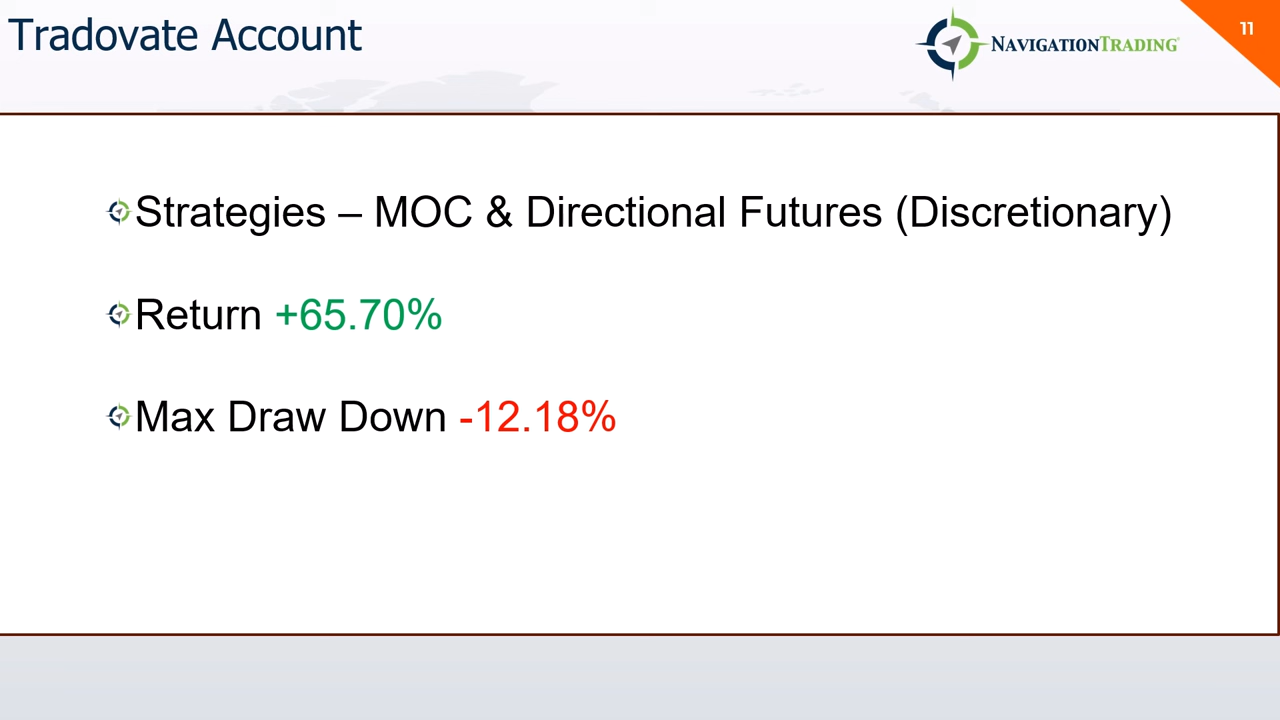 Tradovate Account
NAVIGATIONTRADING®
11
Strategies – MOC & Directional Futures (Discretionary)
Return +65.70%
Max Draw Down -12.18%